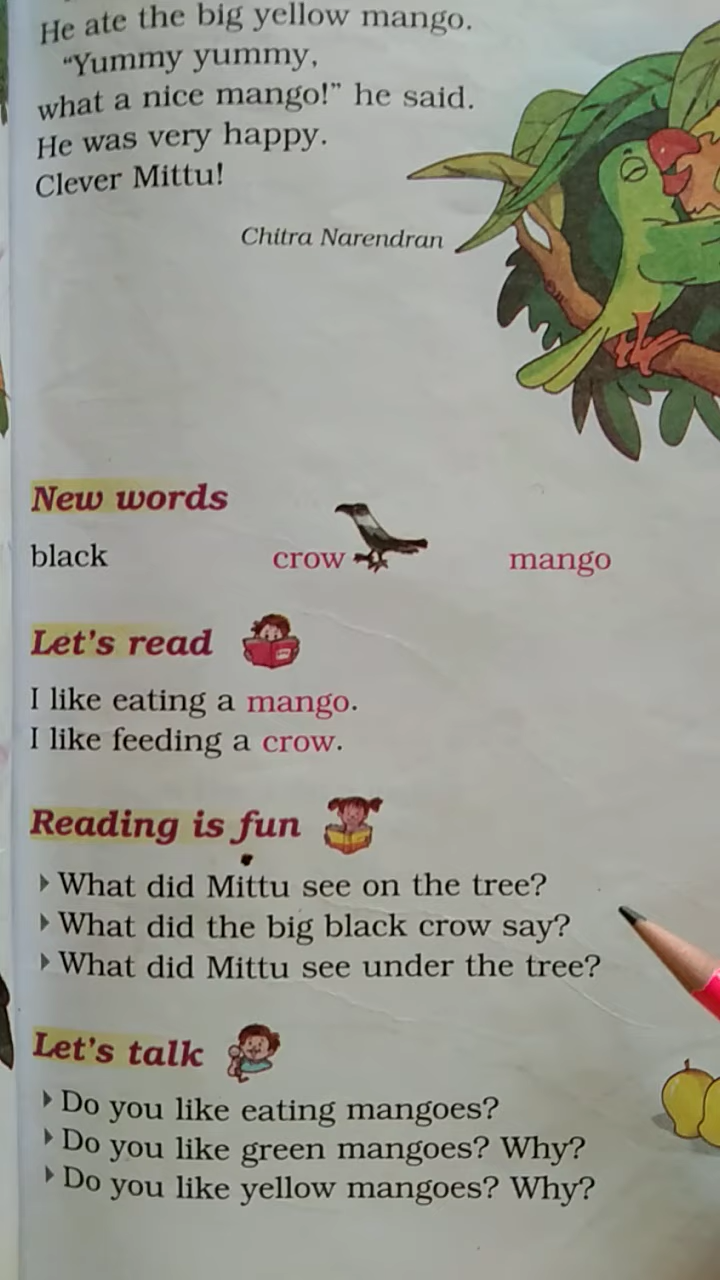 He ate the big yellow mango.
“Yummy yummy,
what a nice mango!” he said.
He was very happy.
Clever Mittu!
Chitra Narendran
New words
black crow mango
Let’s read
I like eating a mango.
I like feeding a crow.
Reading is fun
What did Mittu see on the tree?
What did the big black crow say?
What did Mittu see under the tree?
Let’s talk
Do you like eating mangoes?
Do you like green mangoes? Why?
Do you like yellow mangoes? Why?